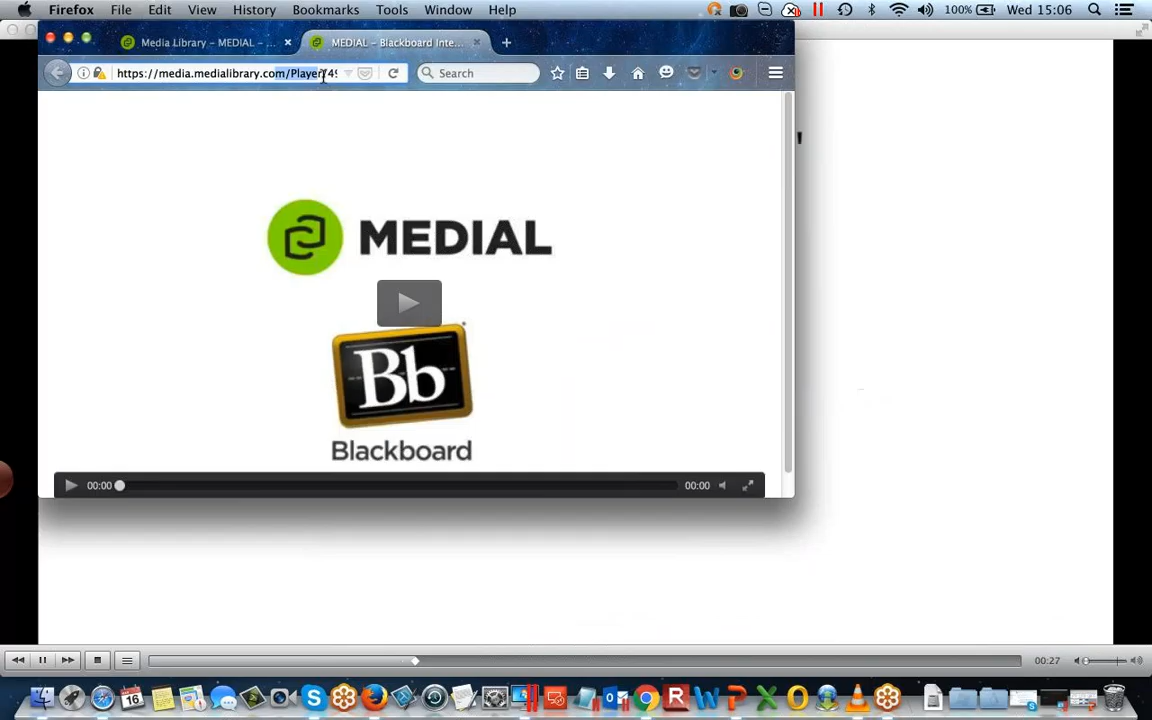 Firefox File Edit View History Bookmarks Tools Window Help 100% Wed 15:06
Media Library – MEDIAL – ... MEDIAL – Blackboard Inte...
https://media.medialibrary.com/Player/49 Search
MEDIAL
Bb
Blackboard
00:00 00:00
00:27
16 S R W P X O